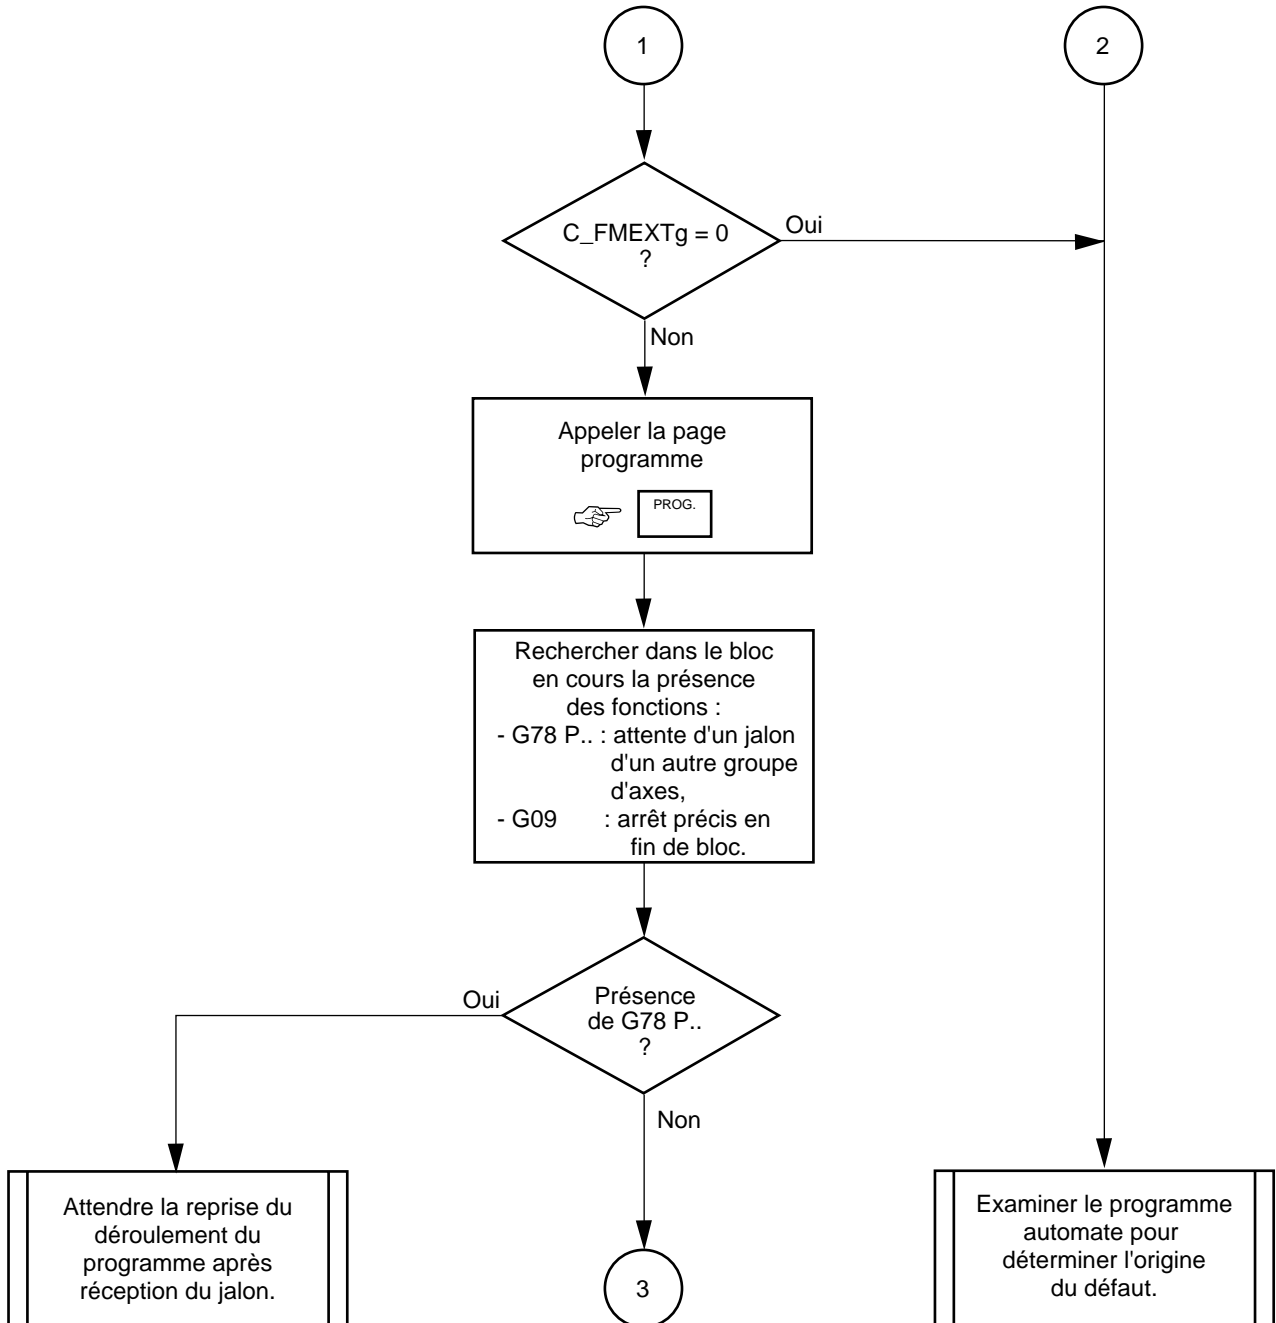 1
2
C_FMEXTg = 0
?
Oui
Non
Appeler la page
programme
PROG.
Rechercher dans le bloc
en cours la présence
des fonctions :
- G78 P.. : attente d'un jalon
d'un autre groupe
d'axes,
- G09 : arrêt précis en
fin de bloc.
Oui
Présence
de G78 P..
?
Non
Attendre la reprise du
déroulement du
programme après
réception du jalon.
3
Examiner le programme
automate pour
déterminer l'origine
du défaut.